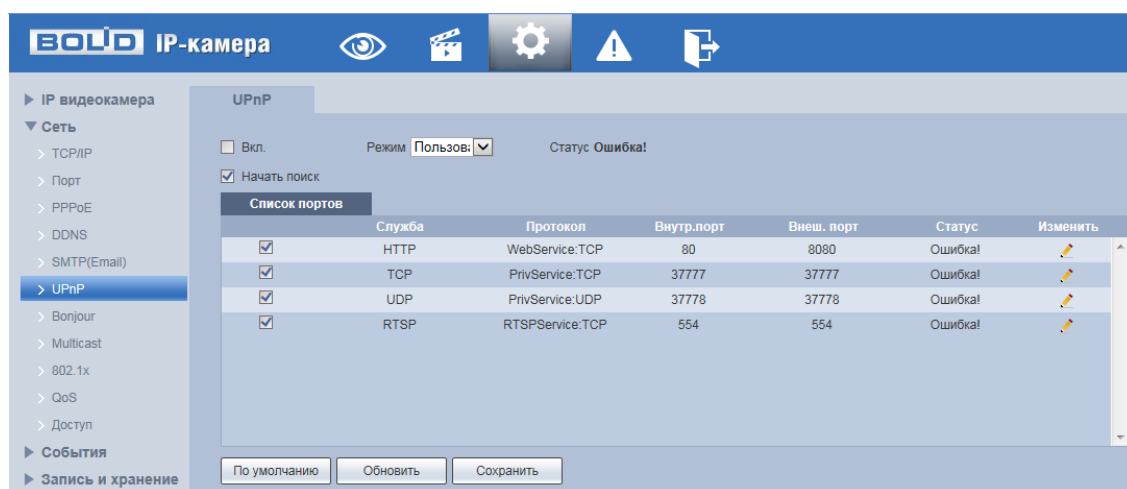 BOLID IP-камера
IP видеокамера
Сеть
TCP/IP
Порт
PPPoE
DDNS
SMTP(Email)
UPnP
Bonjour
Multicast
802.1x
QoS
Доступ
События
Запись и хранение
UPnP
Вкл. Режим Пользов: Статус Ошибка!
Начать поиск
Список портов
Служба Протокол Внутр.порт Внеш. порт Статус Изменить
HTTP WebService:TCP 80 8080 Ошибка!
TCP PrivService:TCP 37777 37777 Ошибка!
UDP PrivService:UDP 37778 37778 Ошибка!
RTSP RTSPService:TCP 554 554 Ошибка!
По умолчанию Обновить Сохранить